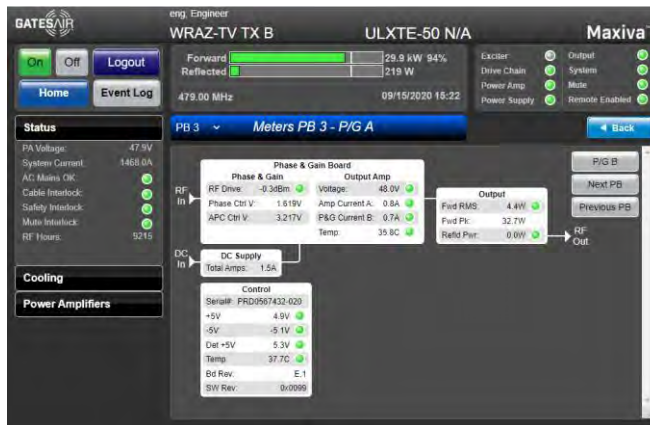 GATESAIR
eng. Engineer
WRAZ-TV TX B ULXTE-50 N/A Maxiva
On Off Logout
Home Event Log
Forward 29.9 kW 94%
Reflected 219 W
479.00 MHz 09/15/2020 16:22
Exciter Output
Drive Chain System
Power Amp Mute
Power Supply Remote Enabled
Status
PA Voltage: 47.9V
System Current: 1468.0A
AC Mains OK:
Cable Interlock:
Safety Interlock:
Mute Interlock:
RF Hours: 9215
Cooling
Power Amplifiers
PB 3 Meters PB 3 - P/G A Back
P/G B
Next PB
Previous PB
Phase & Gain Board
Phase & Gain Output Amp
RF In
RF Drive: -0.3dBm Voltage: 48.0V
Phase Ctrl V: 1.619V Amp Current A: 0.8A
APC Ctrl V: 3.217V P&G Current B: 0.7A
Temp: 35.8C
Output
Fwd RMS: 4.4W
Fwd Pk: 32.7W
Refld Pwr: 0.0W
RF Out
DC In
DC Supply
Total Amps: 1.5A
Control
Serial#: PRD0567432-020
+5V 4.9V
-5V -5.1V
Det +5V 5.3V
Temp 37.7C
Bd Rev: E.1
SW Rev: 0x0099